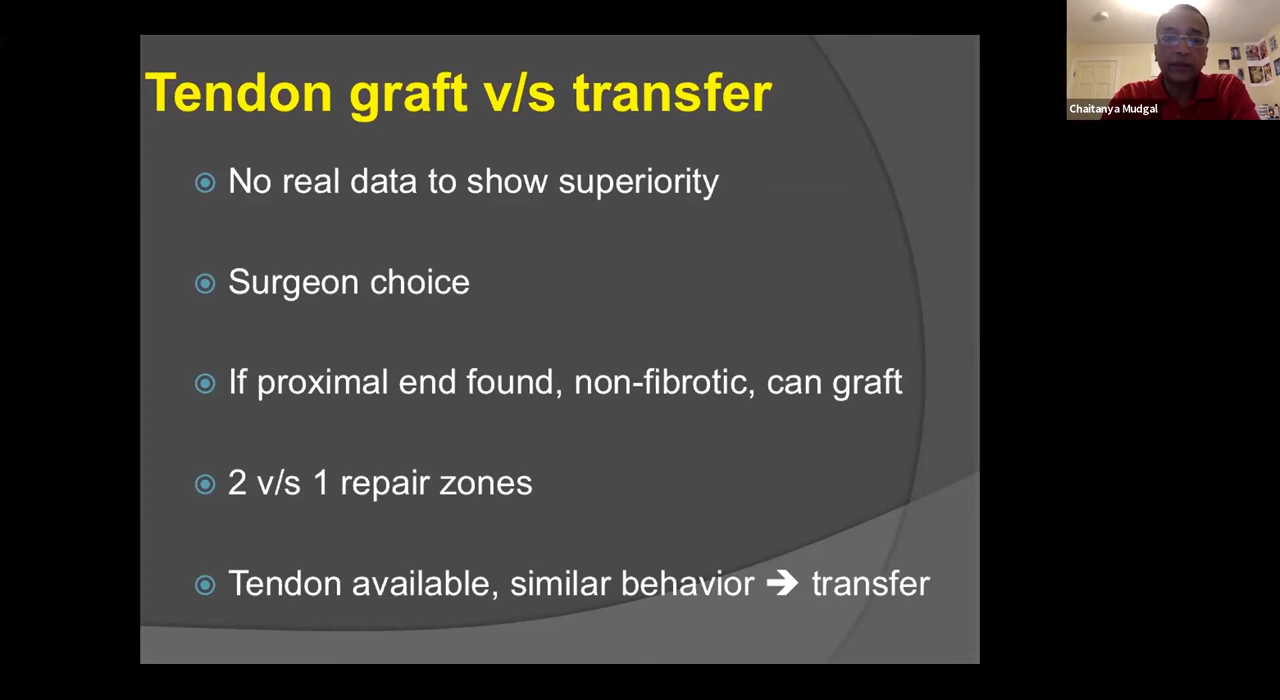 Tendon graft v/s transfer
No real data to show superiority
Surgeon choice
If proximal end found, non-fibrotic, can graft
2 v/s 1 repair zones
Tendon available, similar behavior ➔ transfer
Chaitanya Mudgal